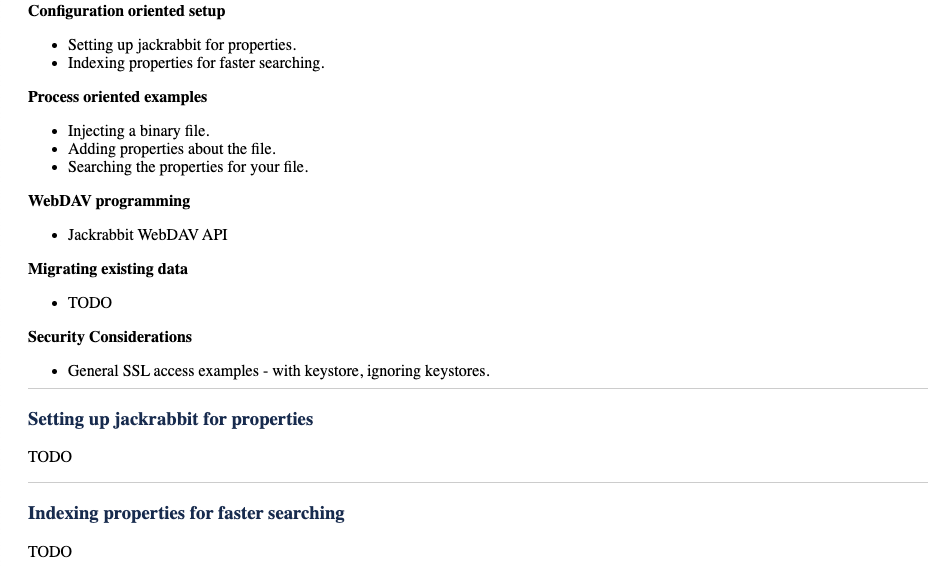 Configuration oriented setup
Setting up jackrabbit for properties.
Indexing properties for faster searching.
Process oriented examples
Injecting a binary file.
Adding properties about the file.
Searching the properties for your file.
WebDAV programming
Jackrabbit WebDAV API
Migrating existing data
TODO
Security Considerations
General SSL access examples - with keystore, ignoring keystores.
Setting up jackrabbit for properties
TODO
Indexing properties for faster searching
TODO